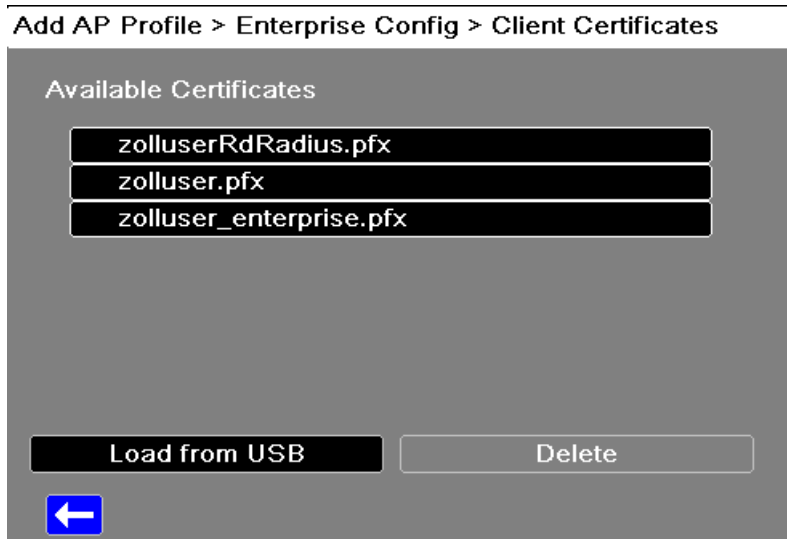 Add AP Profile > Enterprise Config > Client Certificates
Available Certificates
zolluserRdRadius.pfx
zolluser.pfx
zolluser_enterprise.pfx
Load from USB
Delete